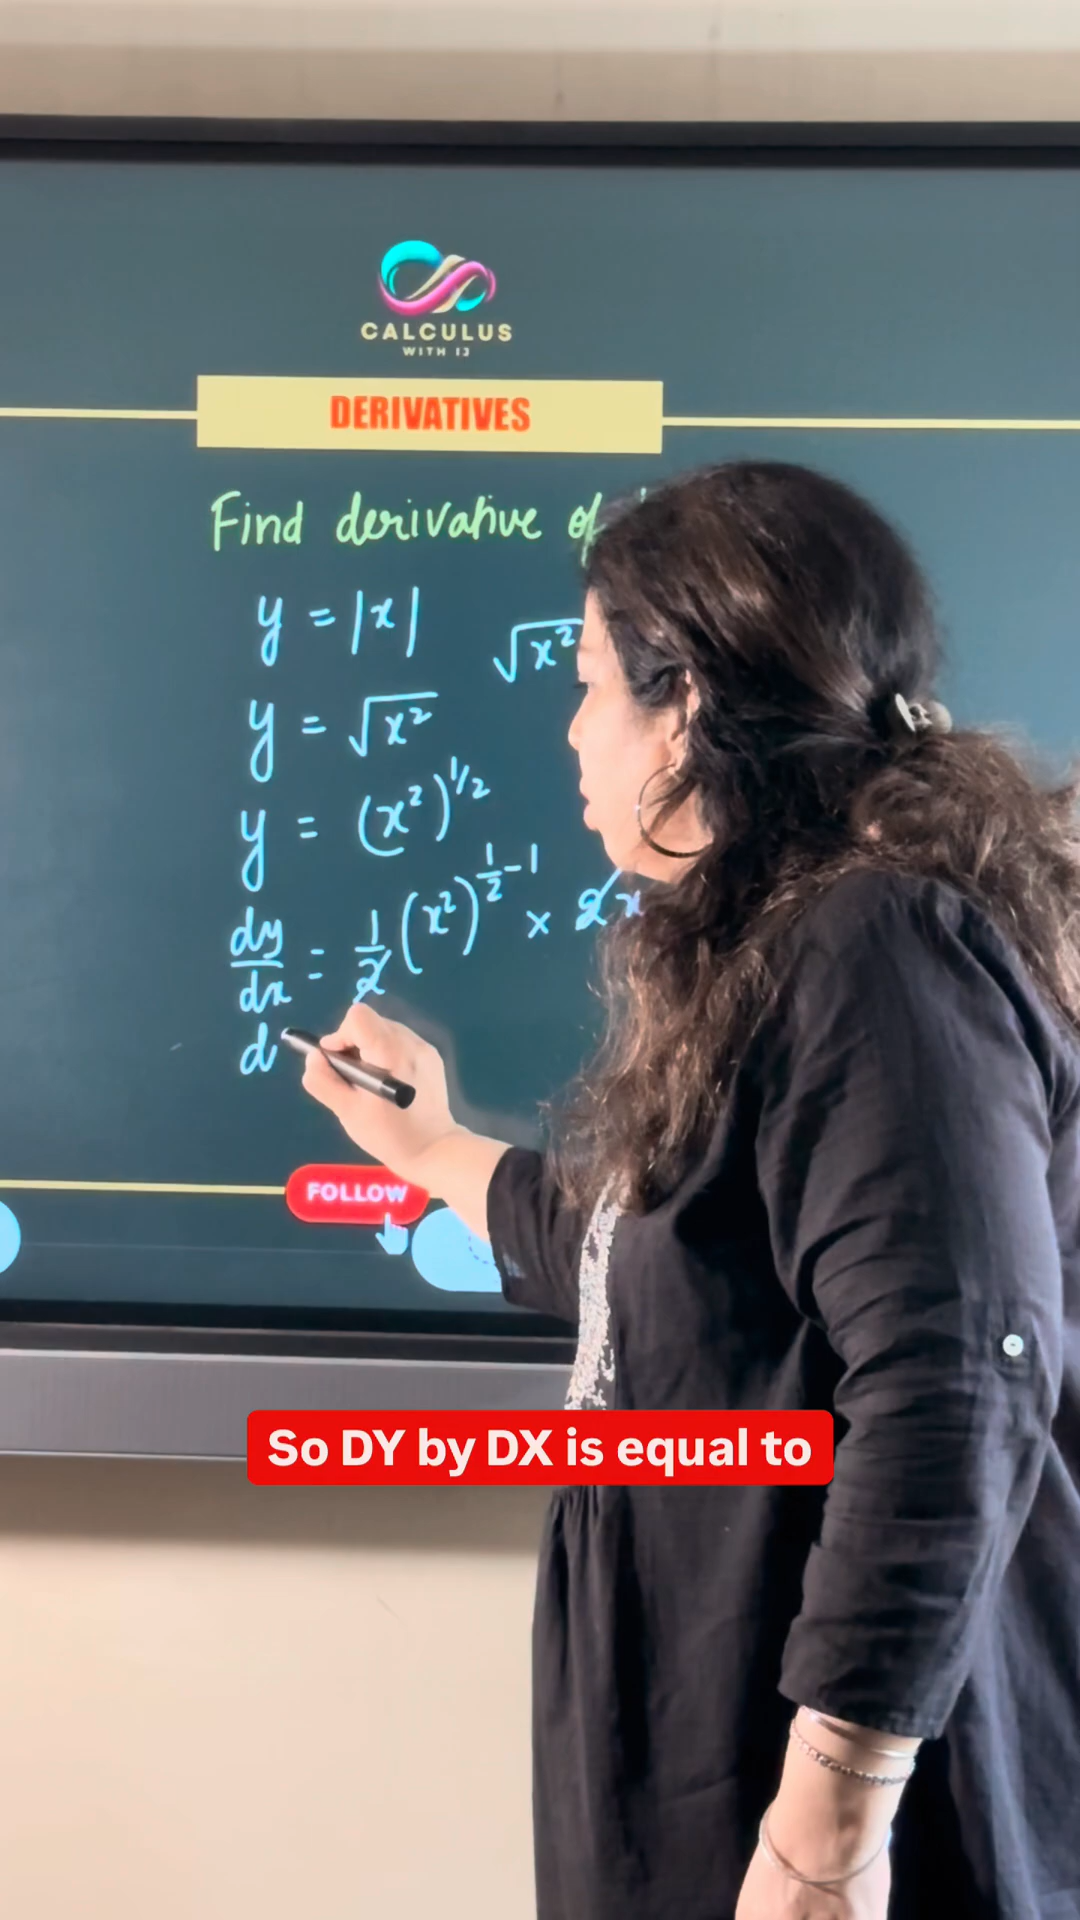 CALCULUS
WITH IJ
DERIVATIVES
Find derivative of
y = |x|
√x²
y = √x²
y = (x²)^1/2
dy/dx = 1/2 (x²)^1/2-1 × 2x
d
FOLLOW
So DY by DX is equal to